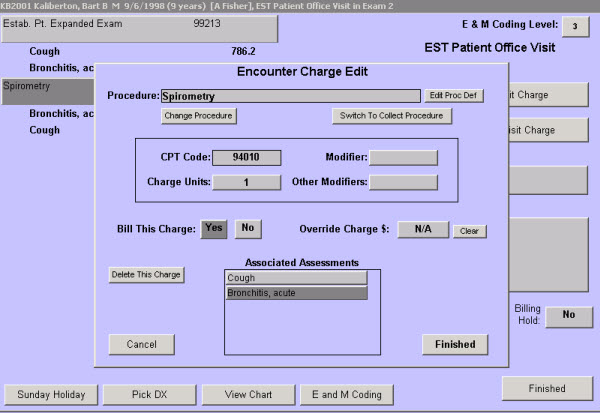 KB2001 Kaliberton, Bart B M 9/6/1998 (9 years) [A Fisher], EST Patient Office Visit in Exam 2
Estab. Pt. Expanded Exam 99213
E & M Coding Level: 3
Cough 786.2
EST Patient Office Visit
Bronchitis, ac
Encounter Charge Edit
Spirometry
Procedure: Spirometry Edit Proc Def
it Charge
Change Procedure Switch To Collect Procedure
Bronchitis, ac
Cough
isit Charge
CPT Code: 94010 Modifier:
Charge Units: 1 Other Modifiers:
Bill This Charge: Yes No Override Charge $: N/A Clear
Associated Assessments
Delete This Charge
Cough
Bronchitis, acute
Billing
Hold: No
Cancel Finished
Sunday Holiday Pick DX View Chart E and M Coding Finished